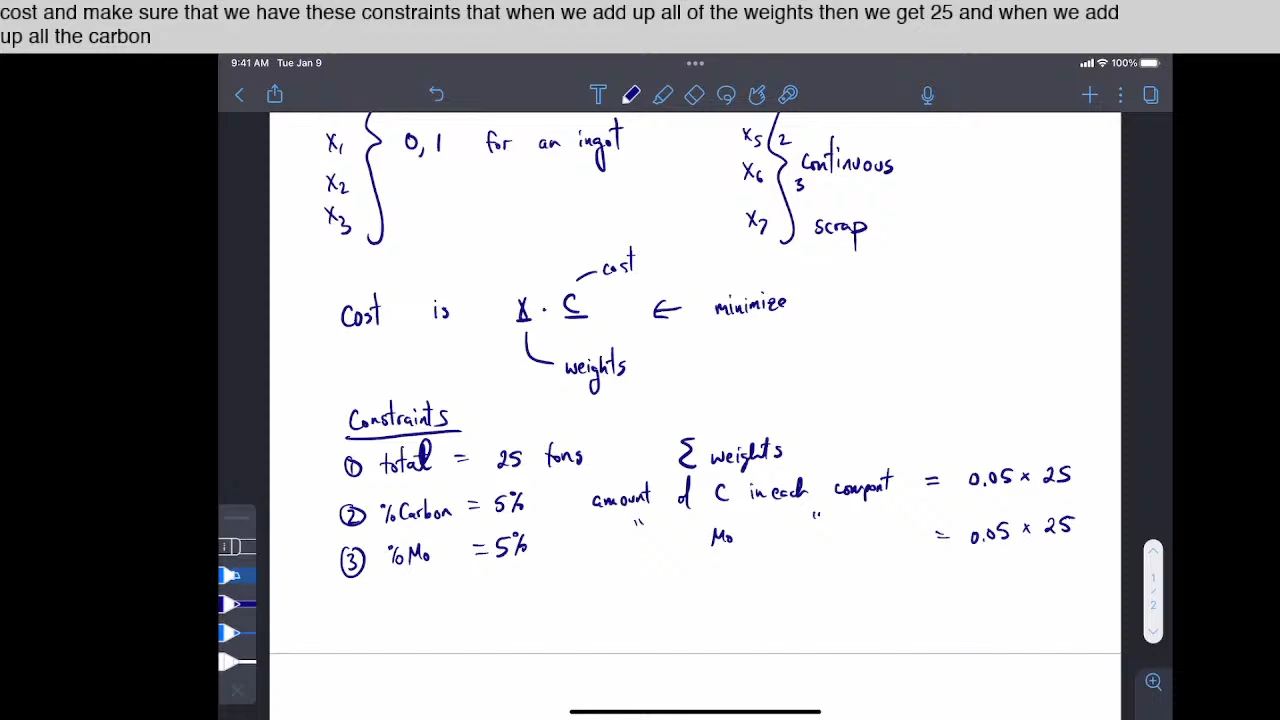 cost and make sure that we have these constraints that when we add up all of the weights then we get 25 and when we add
up all the carbon
9:41 AM Tue Jan 9
100%
T
x1 0, 1 for an ingot
x2
x3
x5 2
x6 3 continuous
x7 scrap
cost
Cost is x · c ← minimize
weights
Constraints
① total = 25 tons Σ weights
② %Carbon = 5% amount of C in each compont = 0.05 × 25
③ %Mo = 5% " Mo " = 0.05 × 25
1
/
2